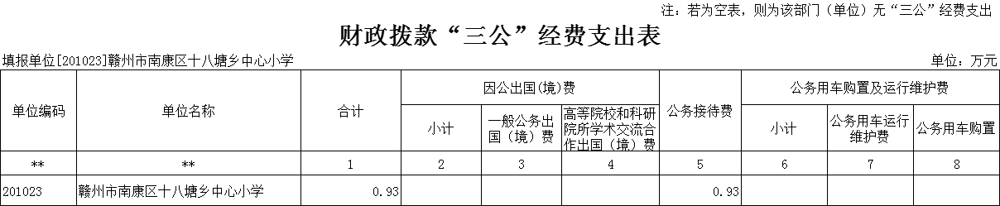 注：若为空表，则为该部门（单位）无“三公”经费支出
财政拨款“三公”经费支出表
填报单位[201023]赣州市南康区十八塘乡中心小学 单位：万元
单位编码 单位名称 合计 因公出国(境)费 公务接待费 公务用车购置及运行维护费
小计 一般公务出国（境）费 高等院校和科研院所学术交流合作出国（境）费 小计 公务用车运行维护费 公务用车购置
** ** 1 2 3 4 5 6 7 8
201023 赣州市南康区十八塘乡中心小学 0.93 0.93